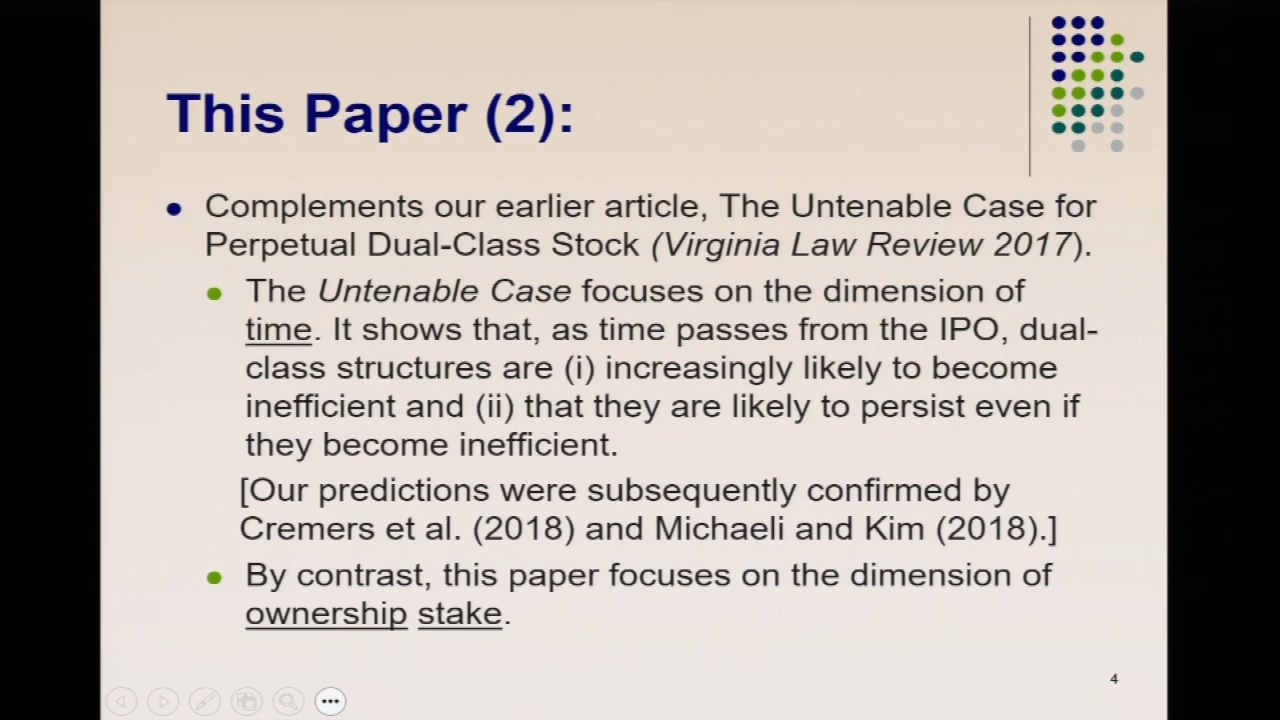 This Paper (2):
Complements our earlier article, The Untenable Case for
Perpetual Dual-Class Stock (Virginia Law Review 2017).
The Untenable Case focuses on the dimension of
time. It shows that, as time passes from the IPO, dual-
class structures are (i) increasingly likely to become
inefficient and (ii) that they are likely to persist even if
they become inefficient.
[Our predictions were subsequently confirmed by
Cremers et al. (2018) and Michaeli and Kim (2018).]
By contrast, this paper focuses on the dimension of
ownership stake.
4